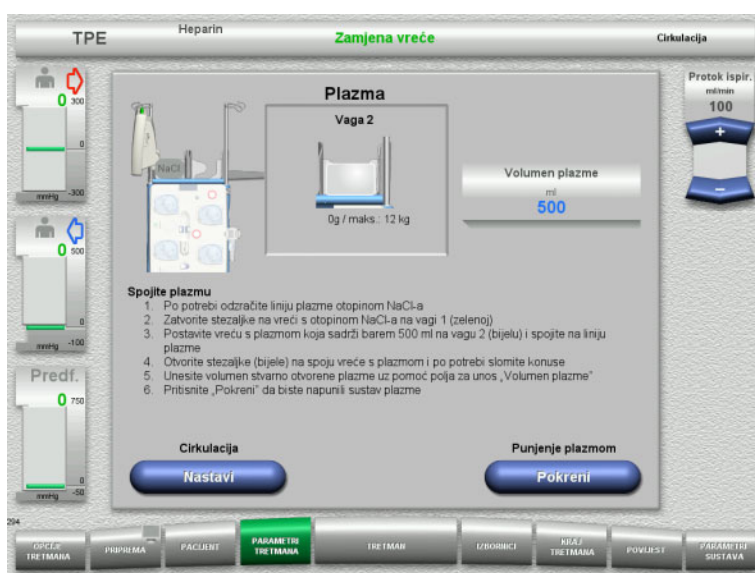 TPE
Heparin
Zamjena vreće
Cirkulacija
0
300
0
mmHg
-300
0
500
0
mmHg
-100
Predf.
0
750
0
mmHg
-50
294
Plazma
NaCl
Vaga 2
0g / maks.: 12 kg
Volumen plazme
ml
500
Protok ispir.
ml/min
100
+
−
Spojite plazmu
1. Po potrebi odzračite liniju plazme otopinom NaCl-a
2. Zatvorite stezaljke na vreći s otopinom NaCl-a na vagi 1 (zelenoj)
3. Postavite vreću s plazmom koja sadrži barem 500 ml na vagu 2 (bijelu) i spojite na liniju
plazme
4. Otvorite stezaljke (bijele) na spoju vreće s plazmom i po potrebi slomite konuse
5. Unesite volumen stvarno otvorene plazme uz pomoć polja za unos „Volumen plazme"
6. Pritisnite „Pokreni" da biste napunili sustav plazme
Cirkulacija
Nastavi
Punjenje plazmom
Pokreni
OPCIJE
TRETMANA
PRIPREMA
PACIJENT
PARAMETRI
TRETMANA
TRETMAN
IZBORNICI
KRAJ
TRETMANA
POVIJEST
PARAMETRI
SUSTAVA